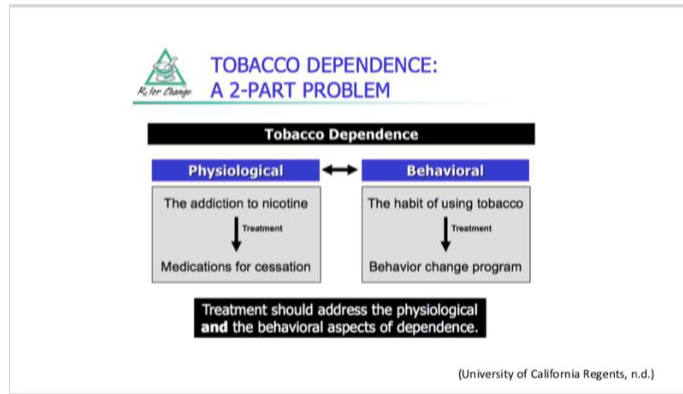 TOBACCO DEPENDENCE:
A 2-PART PROBLEM
Rx for Change
Tobacco Dependence
Physiological
Behavioral
The addiction to nicotine
Treatment
Medications for cessation
The habit of using tobacco
Treatment
Behavior change program
Treatment should address the physiological
and the behavioral aspects of dependence.
(University of California Regents, n.d.)